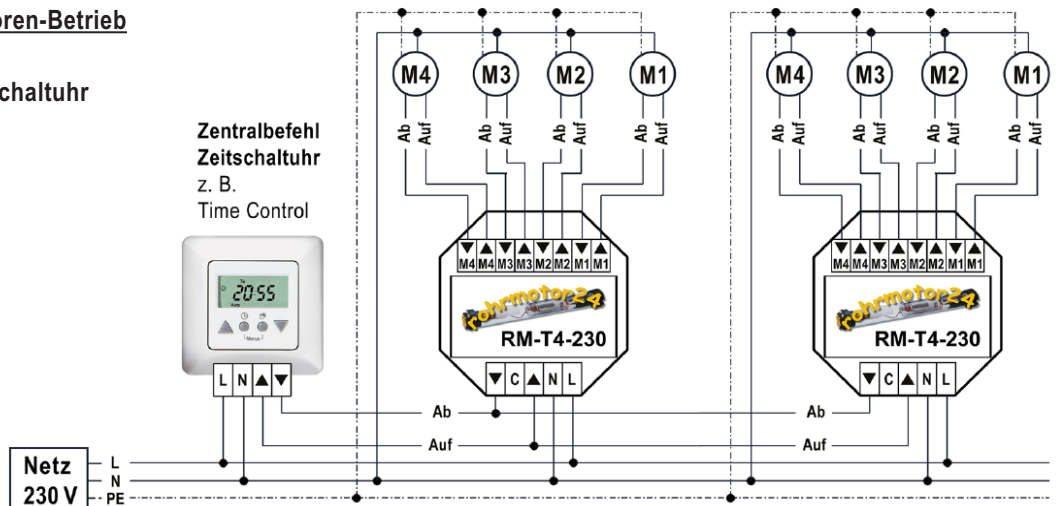 oren-Betrieb
chaltuhr
Zentralbefehl
Zeitschaltuhr
z. B.
Time Control
20:55
Auto
Manual
L N ▲ ▼
M4 M3 M2 M1
Ab Auf Ab Auf Ab Auf Ab Auf
▼ ▲ ▼ ▲ ▼ ▲ ▼ ▲
M4 M4 M3 M3 M2 M2 M1 M1
rohrmotor24
RM-T4-230
▼ C ▲ N L
M4 M3 M2 M1
Ab Auf Ab Auf Ab Auf Ab Auf
▼ ▲ ▼ ▲ ▼ ▲ ▼ ▲
M4 M4 M3 M3 M2 M2 M1 M1
rohrmotor24
RM-T4-230
▼ C ▲ N L
Ab Ab
Auf Auf
Netz
230 V
L
N
PE